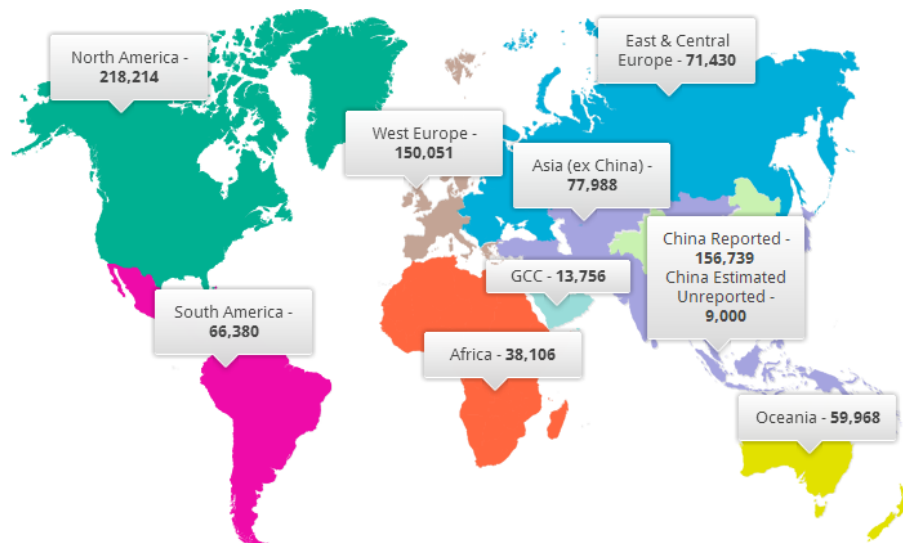 North America -
218,214
East & Central
Europe - 71,430
West Europe -
150,051
Asia (ex China) -
77,988
China Reported -
156,739
China Estimated
Unreported -
9,000
GCC - 13,756
South America -
66,380
Africa - 38,106
Oceania - 59,968